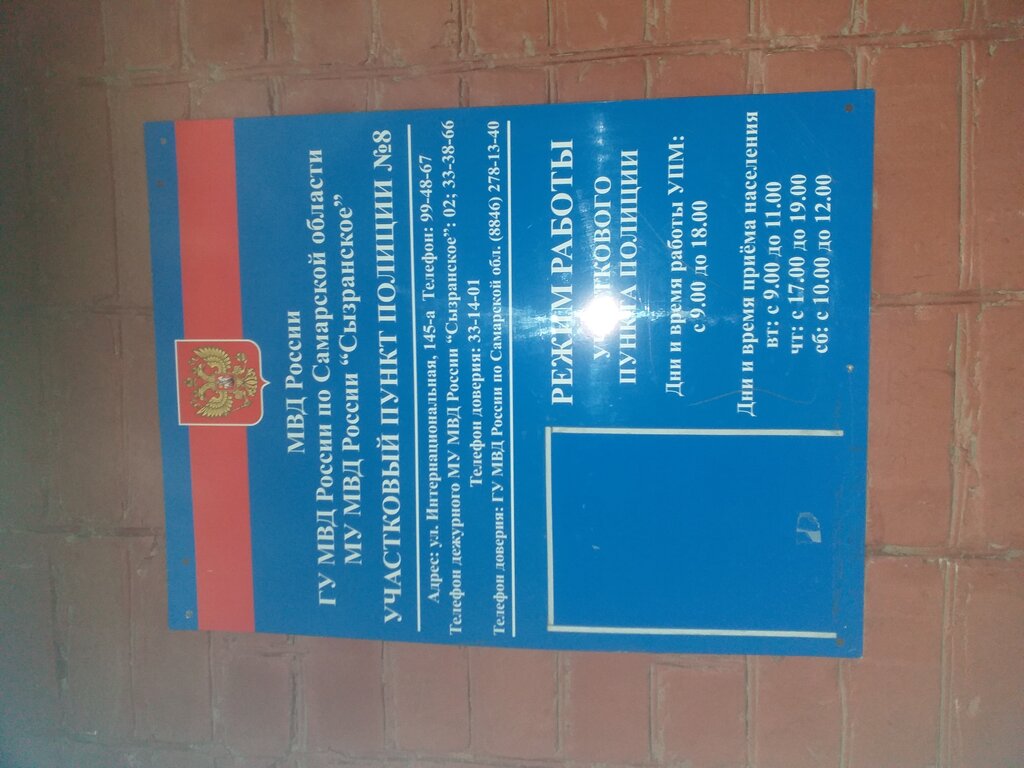 МВД России
ГУ МВД России по Самарской области
МУ МВД России “Сызранское”
УЧАСТКОВЫЙ ПУНКТ ПОЛИЦИИ №8
Адрес: ул. Интернациональная, 145-а Телефон: 99-48-67
Телефон дежурного МУ МВД России “Сызранское”: 02; 33-38-66
Телефон доверия: 33-14-01
Телефон доверия: ГУ МВД России по Самарской обл. (8846) 278-13-40
РЕЖИМ РАБОТЫ
УЧАСТКОВОГО
ПУНКТА ПОЛИЦИИ
Дни и время работы УПМ:
с 9.00 до 18.00
Дни и время приёма населения
вт: с 9.00 до 11.00
чт: с 17.00 до 19.00
сб: с 10.00 до 12.00